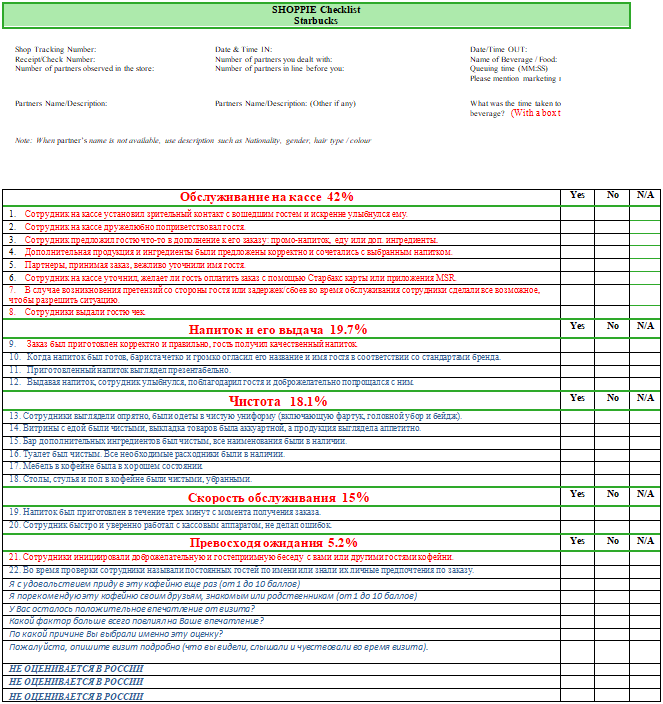 SHOPPIE Checklist
Starbucks
Shop Tracking Number: Date & Time IN: Date/Time OUT:
Receipt/Check Number: Number of partners you dealt with: Name of Beverage / Food:
Number of partners observed in the store: Number of partners in line before you: Queuing time (MM:SS)
Please mention marketing i
Partners Name/Description: Partners Name/Description: (Other if any) What was the time taken to
beverage? (With a box t
Note: When partner's name is not available, use description such as Nationality, gender, hair type / colour
Обслуживание на кассе 42% Yes No N/A
1. Сотрудник на кассе установил зрительный контакт с вошедшим гостем и искренне улыбнулся ему.
2. Сотрудник на кассе дружелюбно поприветствовал гостя.
3. Сотрудник предложил гостю что-то в дополнение к его заказу: промо-напиток, еду или доп. ингредиенты.
4. Дополнительная продукция и ингредиенты были предложены корректно и сочетались с выбранным напитком.
5. Партнеры, принимая заказ, вежливо уточнили имя гостя.
6. Сотрудник на кассе уточнил, желает ли гость оплатить заказ с помощью Старбакс карты или приложения MSR.
7. В случае возникновения претензий со стороны гостя или задержек/сбоев во время обслуживания сотрудники сделали все возможное,
чтобы разрешить ситуацию.
8. Сотрудники выдали гостю чек.
Напиток и его выдача 19.7% Yes No N/A
9. Заказ был приготовлен корректно и правильно, гость получил качественный напиток.
10. Когда напиток был готов, бариста четко и громко огласил его название и имя гостя в соответствии со стандартами бренда.
11. Приготовленный напиток выглядел презентабельно.
12. Выдавая напиток, сотрудник улыбнулся, поблагодарил гостя и доброжелательно попрощался с ним.
Чистота 18.1% Yes No N/A
13. Сотрудники выглядели опрятно, были одеты в чистую униформу (включающую фартук, головной убор и бейдж).
14. Витрины с едой были чистыми, выкладка товаров была аккуратной, а продукция выглядела аппетитно.
15. Бар дополнительных ингредиентов был чистым, все наименования были в наличии.
16. Туалет был чистым. Все необходимые расходники были в наличии.
17. Мебель в кофейне была в хорошем состоянии.
18. Столы, стулья и пол в кофейне были чистыми, убранными.
Скорость обслуживания 15% Yes No N/A
19. Напиток был приготовлен в течение трех минут с момента получения заказа.
20. Сотрудник быстро и уверенно работал с кассовым аппаратом, не делал ошибок.
Превосходя ожидания 5.2% Yes No N/A
21. Сотрудники инициировали доброжелательную и гостеприимную беседу с вами или другими гостями кофейни.
22. Во время проверки сотрудники называли постоянных гостей по имени или знали их личные предпочтения по заказу.
Я с удовольствием приду в эту кофейню еще раз (от 1 до 10 баллов)
Я порекомендую эту кофейню своим друзьям, знакомым или родственникам (от 1 до 10 баллов)
У Вас осталось положительное впечатление от визита?
Какой фактор больше всего повлиял на Ваше впечатление?
По какой причине Вы выбрали именно эту оценку?
Пожалуйста, опишите визит подробно (что вы видели, слышали и чувствовали во время визита).
НЕ ОЦЕНИВАЕТСЯ В РОССИИ
НЕ ОЦЕНИВАЕТСЯ В РОССИИ
НЕ ОЦЕНИВАЕТСЯ В РОССИИ